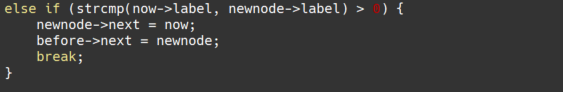 else if (strcmp(now->label, newnode->label) > 0) {
    newnode->next = now;
    before->next = newnode;
    break;
}